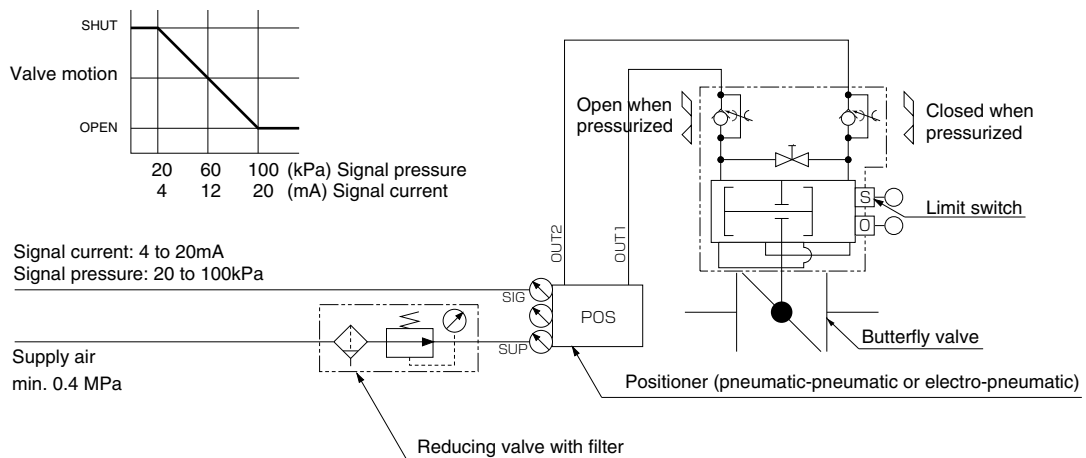 SHUT
Valve motion
OPEN
20 60 100 (kPa) Signal pressure
4 12 20 (mA) Signal current
Open when
pressurized
Closed when
pressurized
S
O
Limit switch
OUT2
OUT1
Signal current: 4 to 20mA
Signal pressure: 20 to 100kPa
SIG
POS
SUP
Butterfly valve
Supply air
min. 0.4 MPa
Positioner (pneumatic-pneumatic or electro-pneumatic)
Reducing valve with filter